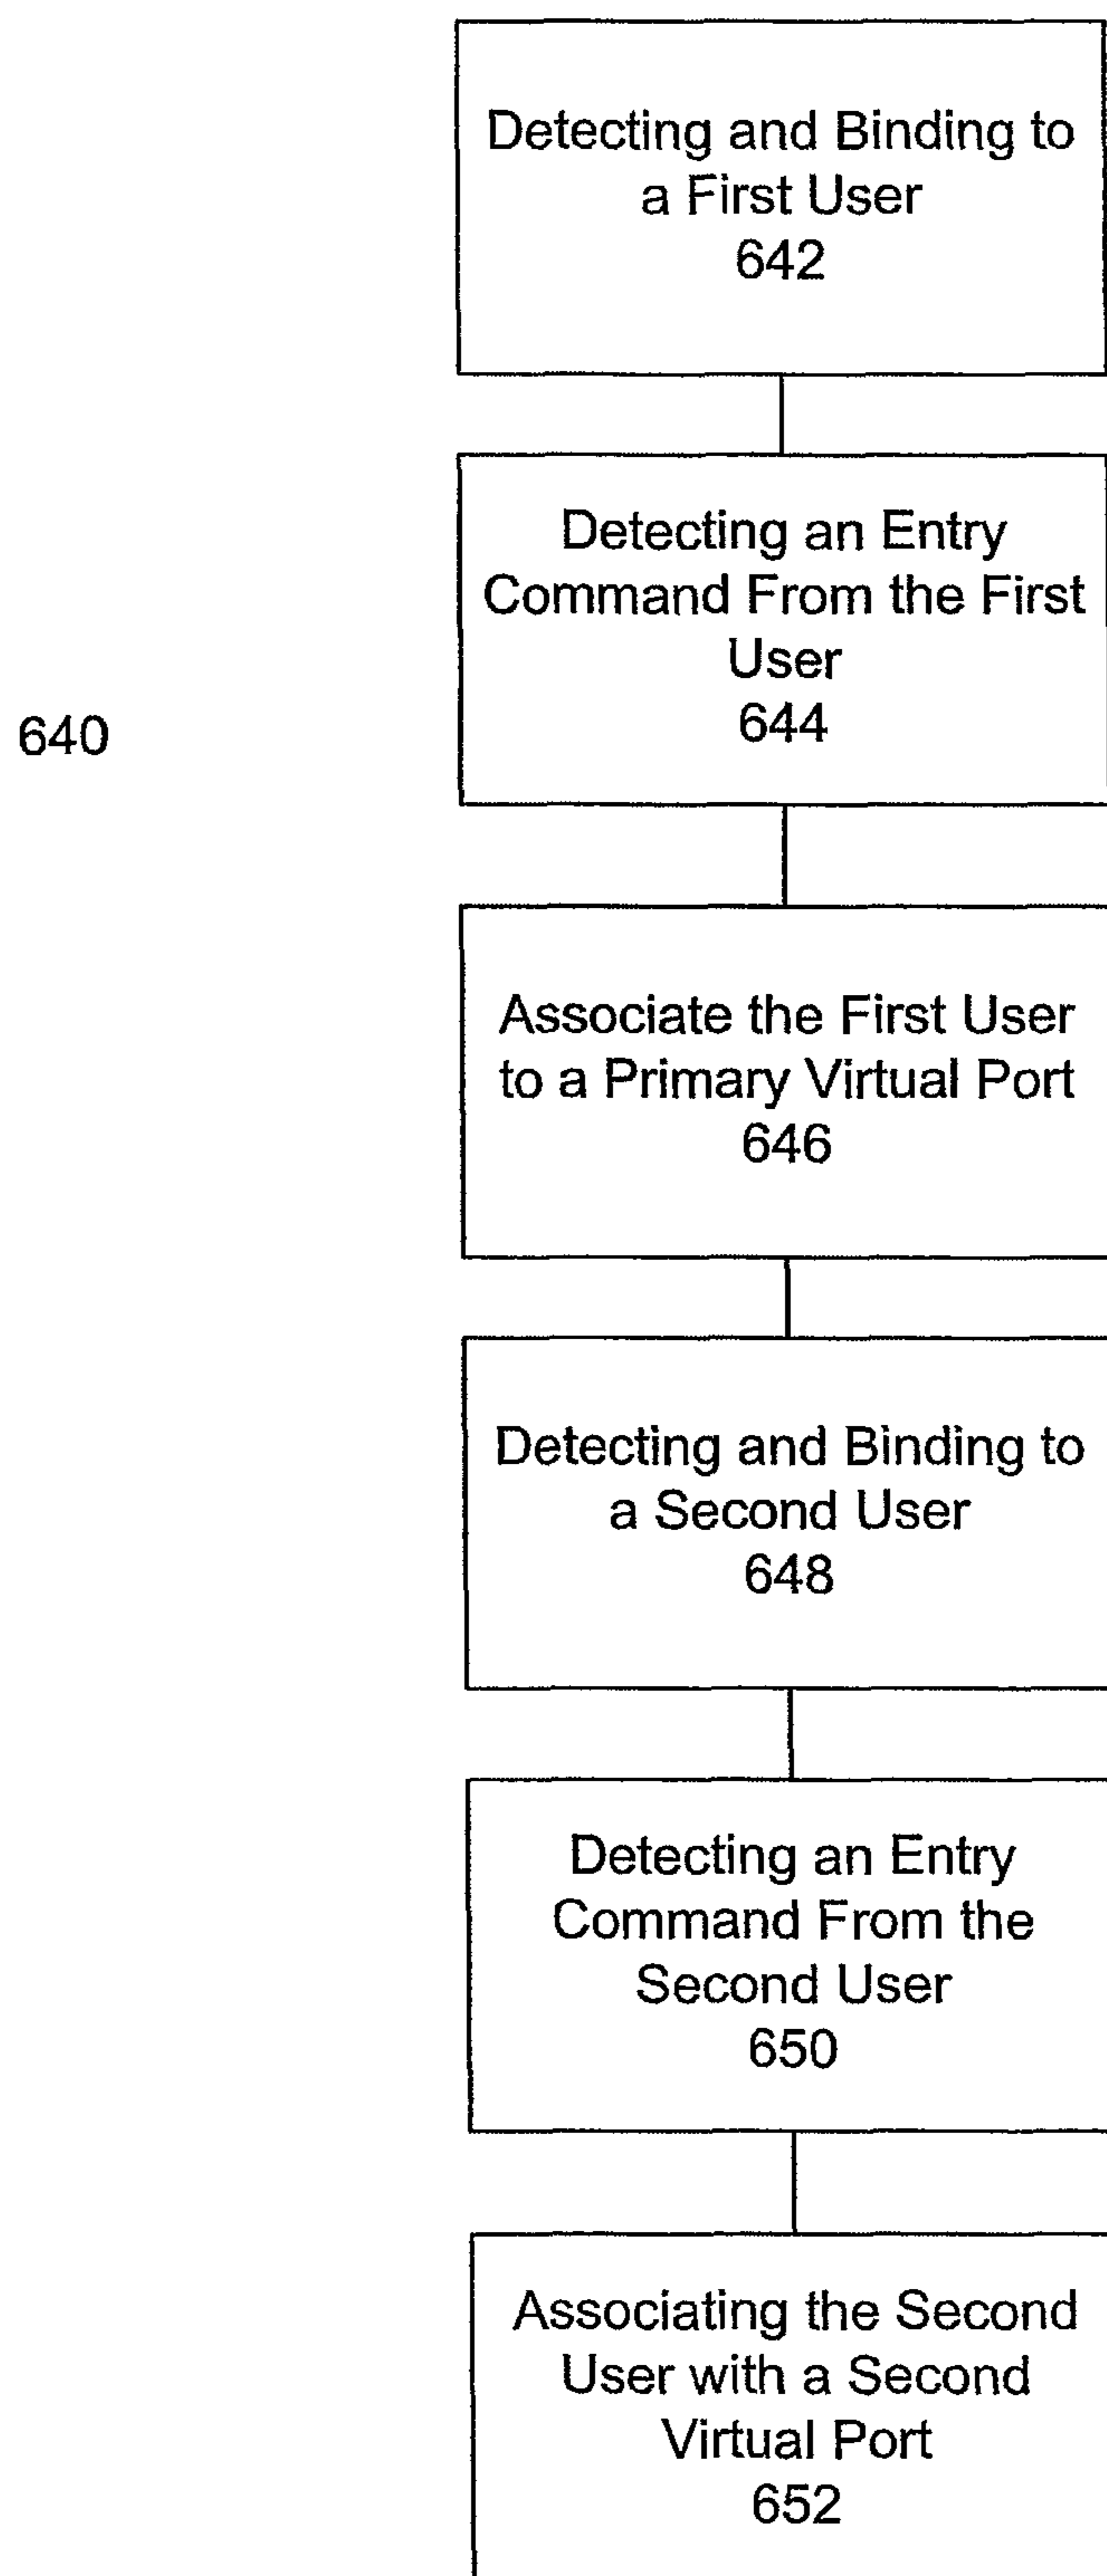 Detecting and Binding to
a First User
642
Detecting an Entry
Command From the First
User
644
640
Associate the First User
to a Primary Virtual Port
646
Detecting and Binding to
a Second User
648
Detecting an Entry
Command From the
Second User
650
Associating the Second
User with a Second
Virtual Port
652